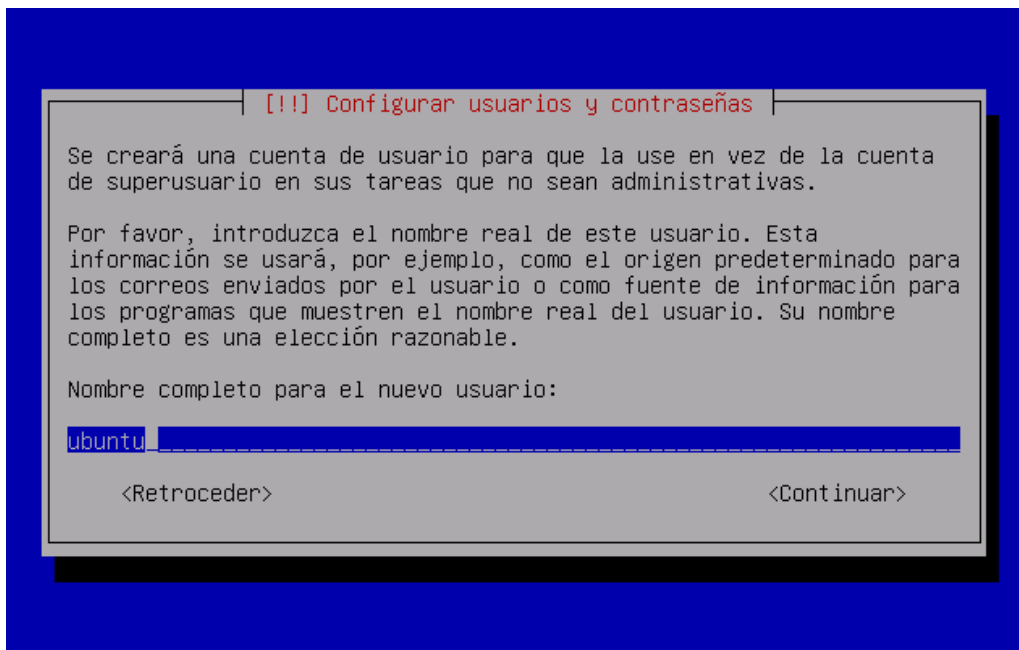 [!!] Configurar usuarios y contraseñas
Se creará una cuenta de usuario para que la use en vez de la cuenta
de superusuario en sus tareas que no sean administrativas.
Por favor, introduzca el nombre real de este usuario. Esta
información se usará, por ejemplo, como el origen predeterminado para
los correos enviados por el usuario o como fuente de información para
los programas que muestren el nombre real del usuario. Su nombre
completo es una elección razonable.
Nombre completo para el nuevo usuario:
ubuntu
<Retroceder> <Continuar>